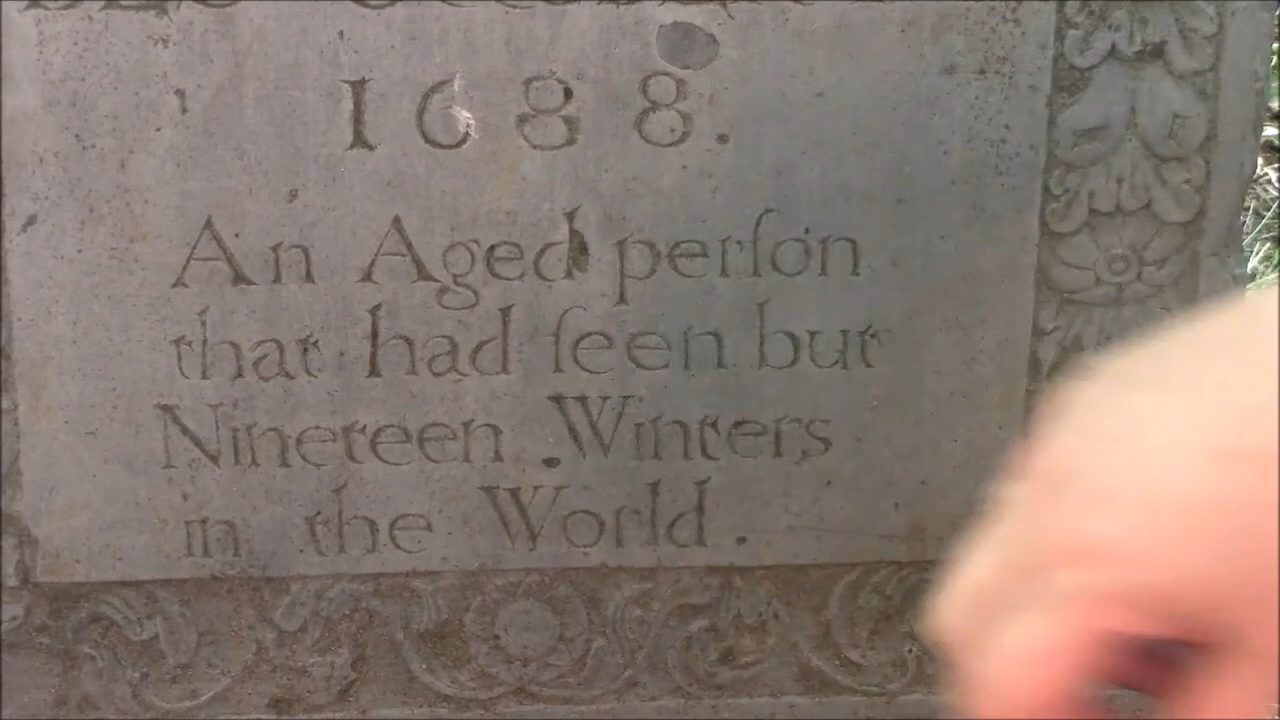 1688.
An Aged perſon
that had ſeen but
Nineteen Winters
in the World.